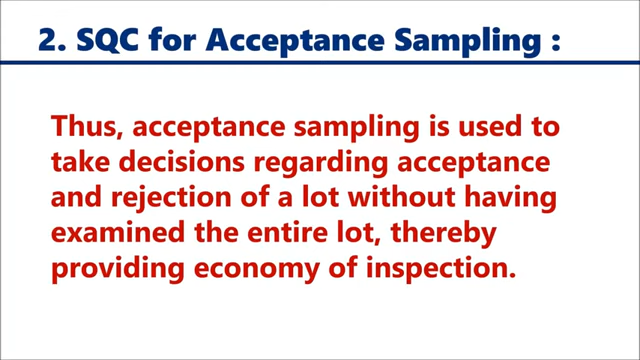 2. SQC for Acceptance Sampling :
Thus, acceptance sampling is used to
take decisions regarding acceptance
and rejection of a lot without having
examined the entire lot, thereby
providing economy of inspection.